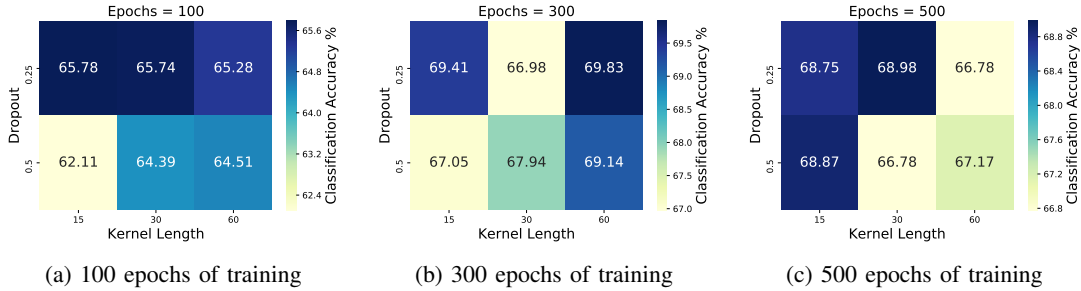 Epochs = 100
65.78 65.74 65.28
62.11 64.39 64.51
0.25
0.5
Dropout
15 30 60
Kernel Length
65.6
64.8
64.0
63.2
62.4
Classification Accuracy %
(a) 100 epochs of training
Epochs = 300
69.41 66.98 69.83
67.05 67.94 69.14
0.25
0.5
Dropout
15 30 60
Kernel Length
69.5
69.0
68.5
68.0
67.5
67.0
Classification Accuracy %
(b) 300 epochs of training
Epochs = 500
68.75 68.98 66.78
68.87 66.78 67.17
0.25
0.5
Dropout
15 30 60
Kernel Length
68.8
68.4
68.0
67.6
67.2
66.8
Classification Accuracy %
(c) 500 epochs of training